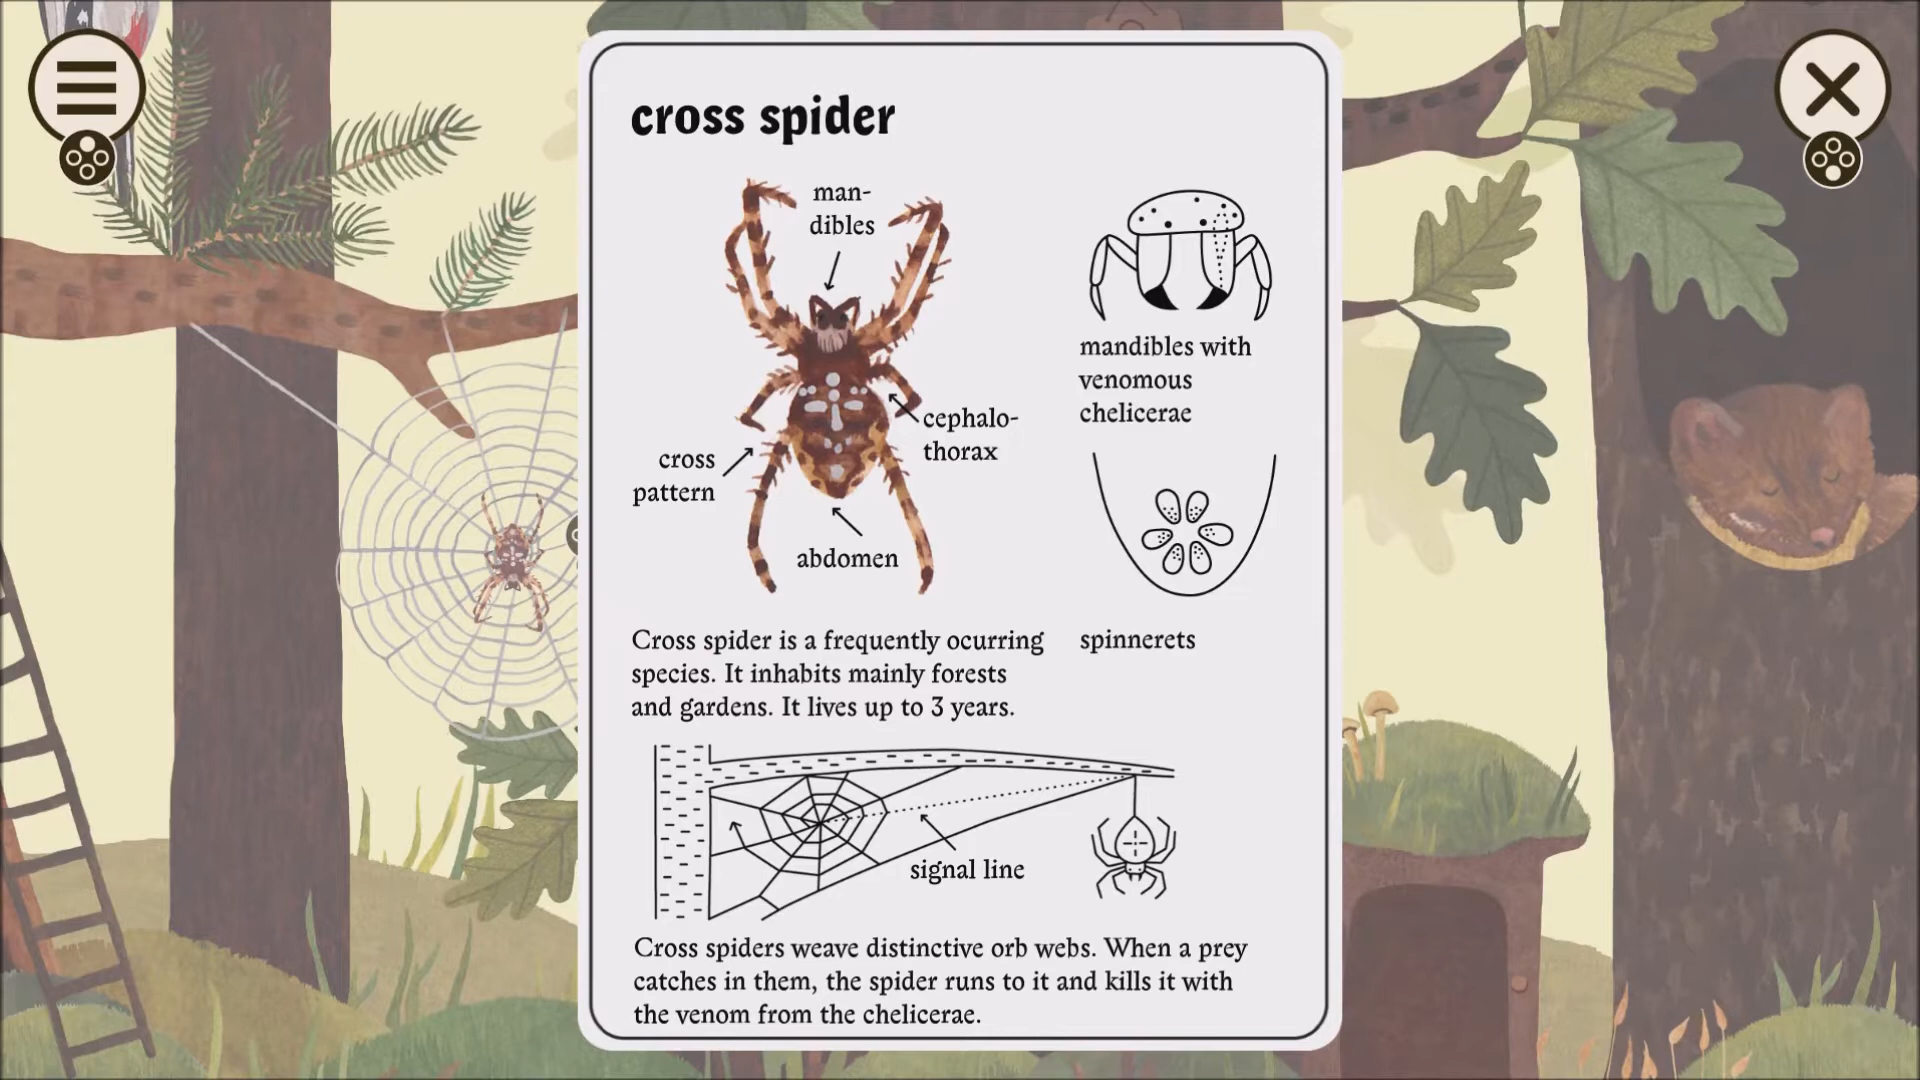 cross spider
man-
dibles
cephalo-
thorax
cross
pattern
abdomen
mandibles with
venomous
chelicerae
spinnerets
Cross spider is a frequently ocurring
species. It inhabits mainly forests
and gardens. It lives up to 3 years.
signal line
Cross spiders weave distinctive orb webs. When a prey
catches in them, the spider runs to it and kills it with
the venom from the chelicerae.